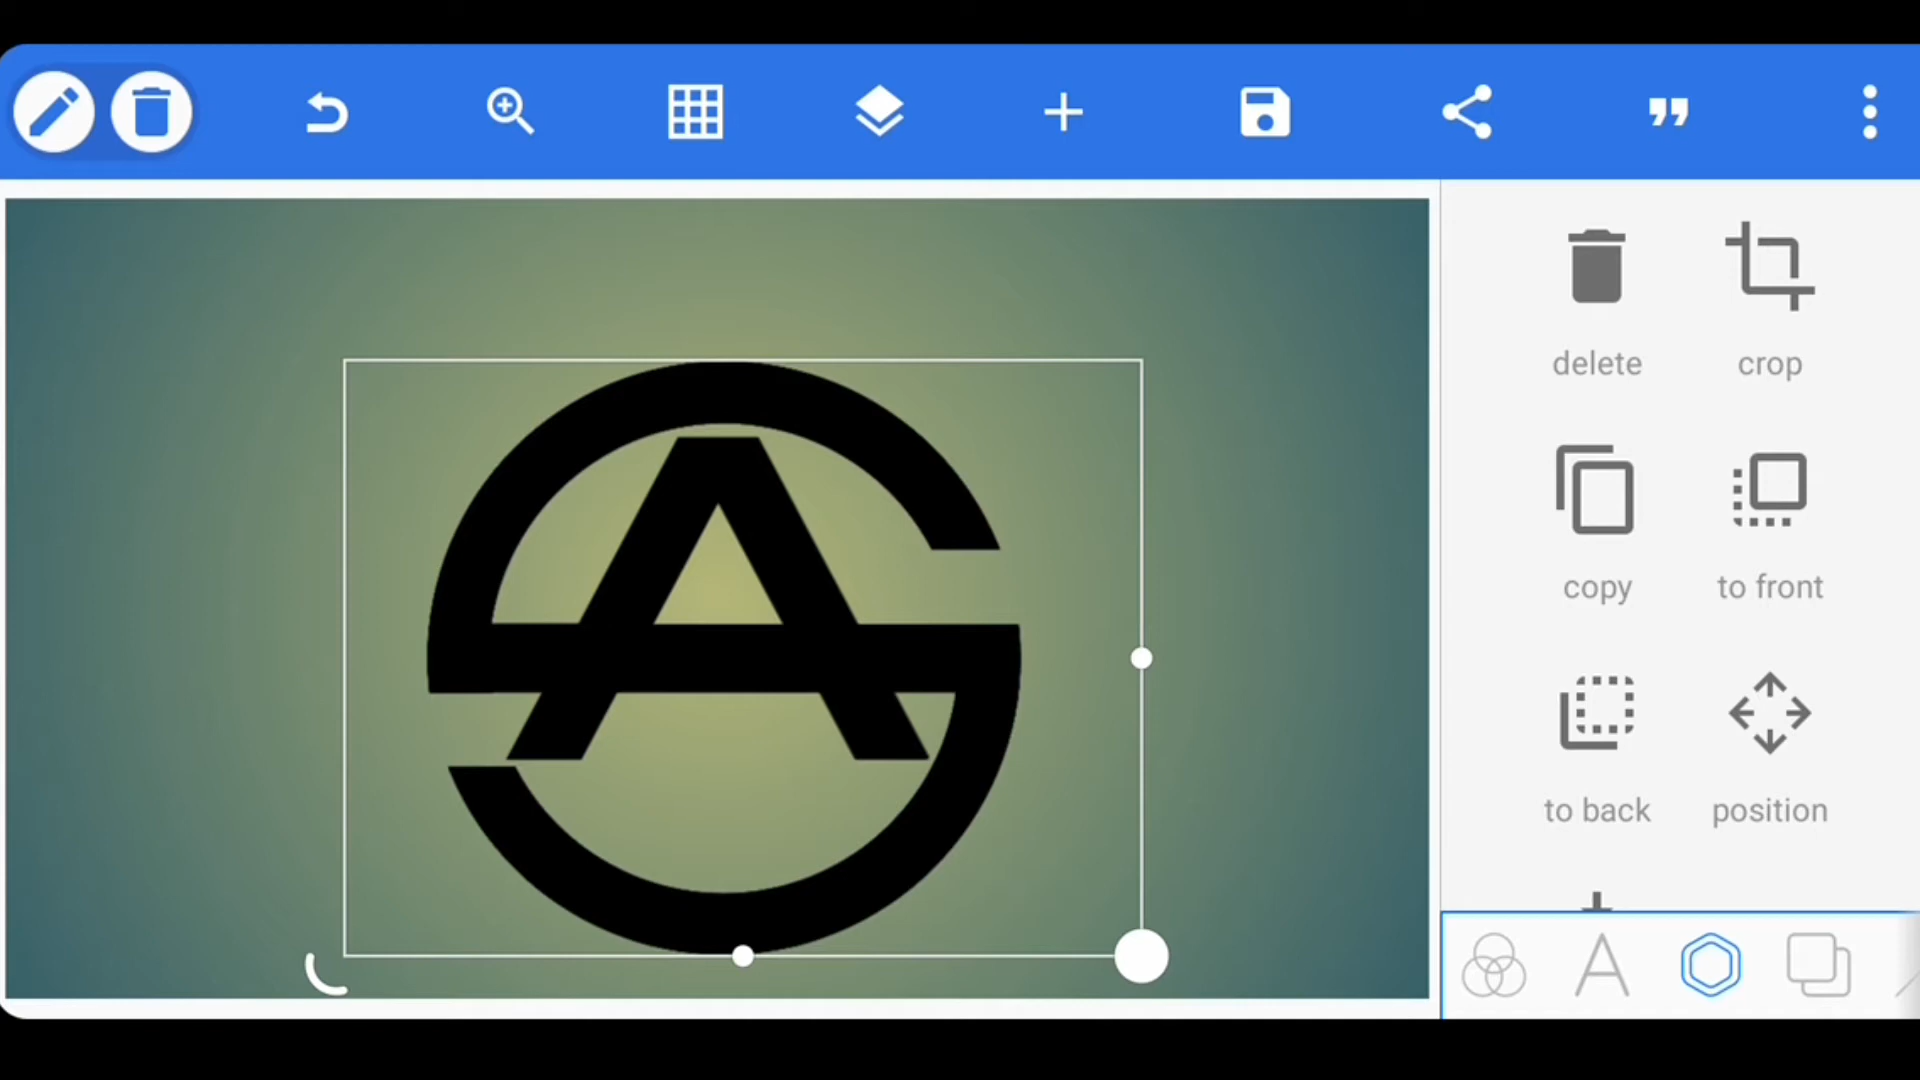 delete crop
A
copy to front
to back position